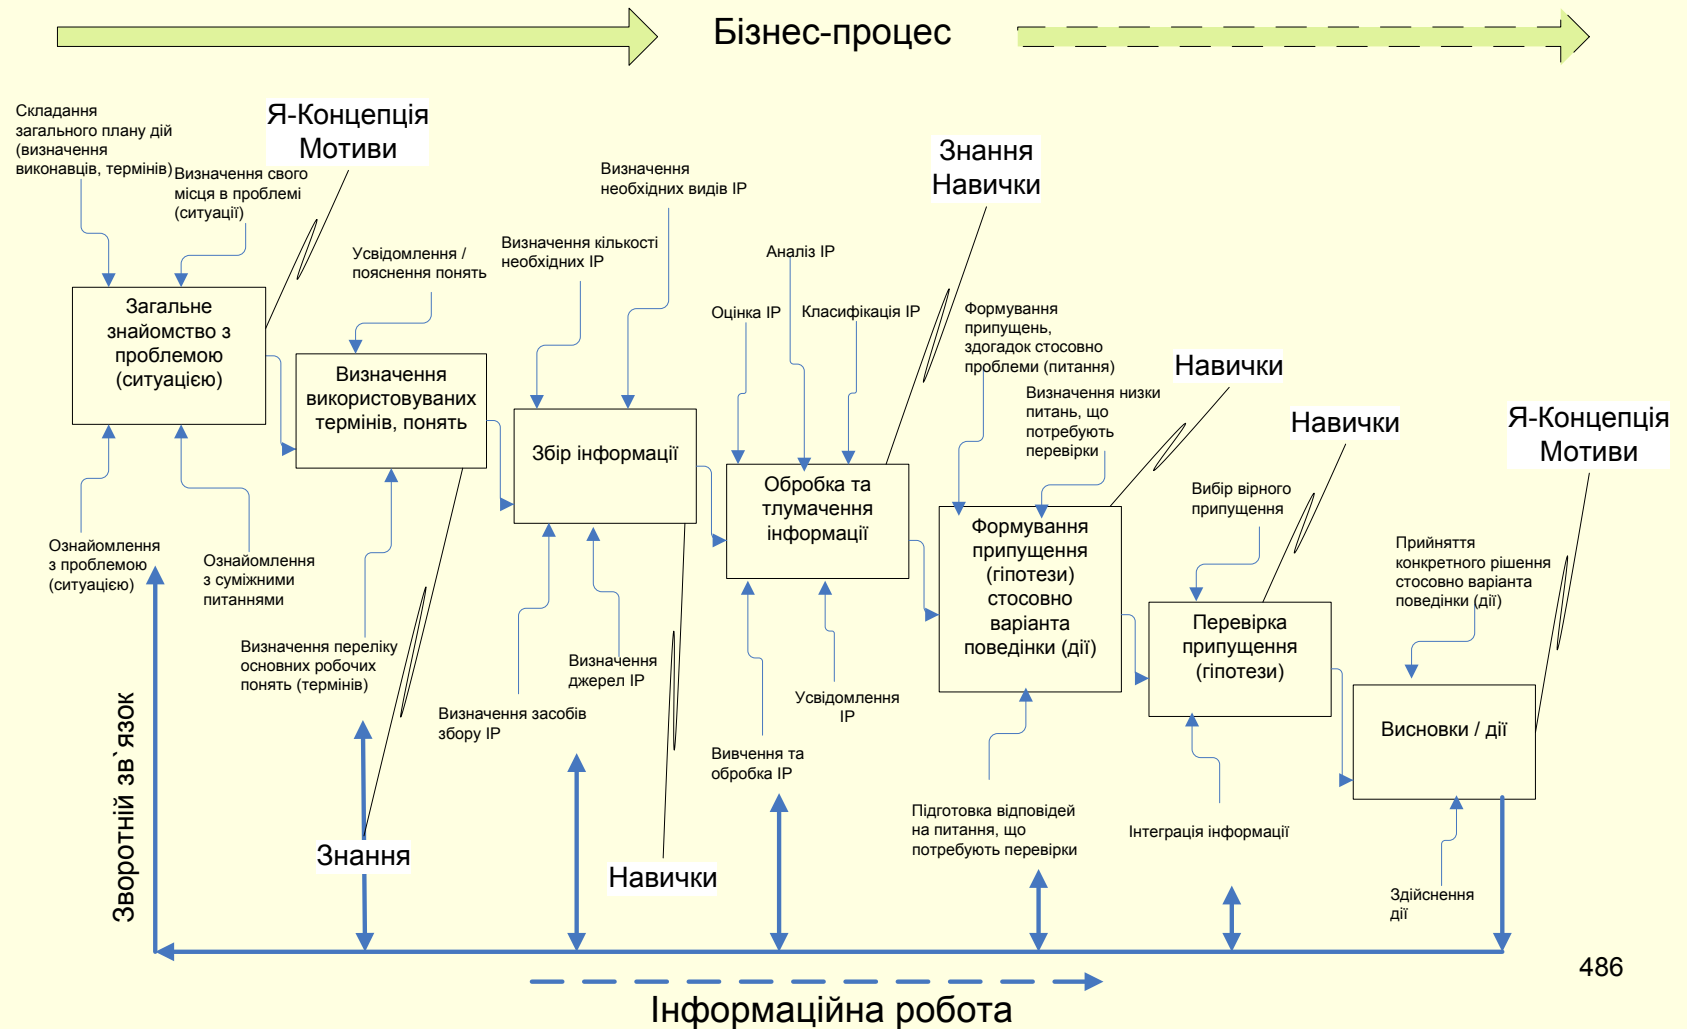 Бізнес-процес
Складання
загального плану дій
(визначення
виконавців, термінів)
Визначення свого
місця в проблемі
(ситуації)
Я-Концепція
Мотиви
Усвідомлення /
пояснення понять
Визначення кількості
необхідних ІР
Визначення
необхідних видів ІР
Знання
Навички
Аналіз ІР
Оцінка ІР
Класифікація ІР
Формування
припущень,
здогадок стосовно
проблеми (питання)
Визначення низки
питань, що
потребують
перевірки
Навички
Навички
Вибір вірного
припущення
Я-Концепція
Мотиви
Прийняття
конкретного рішення
стосовно варіанта
поведінки (дії)
Загальне
знайомство з
проблемою
(ситуацією)
Визначення
використовуваних
термінів, понять
Збір інформації
Обробка та
тлумачення
інформації
Формування
припущення
(гіпотези)
стосовно
варіанта
поведінки (дії)
Перевірка
припущення
(гіпотези)
Висновки / дії
Ознайомлення
з проблемою
(ситуацією)
Ознайомлення
з суміжними
питаннями
Визначення переліку
основних робочих
понять (термінів)
Визначення засобів
збору ІР
Визначення
джерел ІР
Вивчення та
обробка ІР
Усвідомлення
ІР
Підготовка відповідей
на питання, що
потребують перевірки
Інтеграція інформації
Здійснення
дії
Знання
Навички
Зворотній зв`язок
Інформаційна робота
486